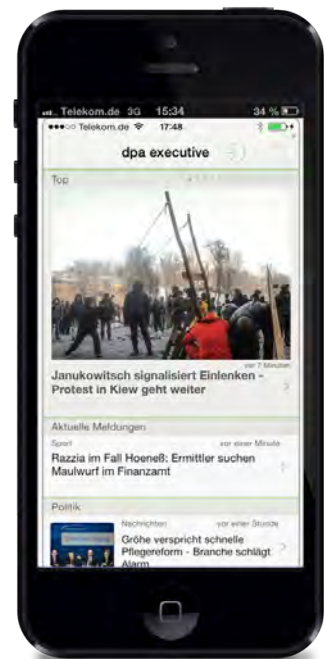 Telekom.de 3G 15:34 34 %
Telekom.de 17:48
dpa executive
Top
vor 7 Minuten
Janukowitsch signalisiert Einlenken -
Protest in Kiew geht weiter
Aktuelle Meldungen
Sport vor einer Minute
Razzia im Fall Hoeneß: Ermittler suchen
Maulwurf im Finanzamt
Politik
Nachrichten vor einer Stunde
Gröhe verspricht schnelle
Pflegereform - Branche schlägt
Alarm